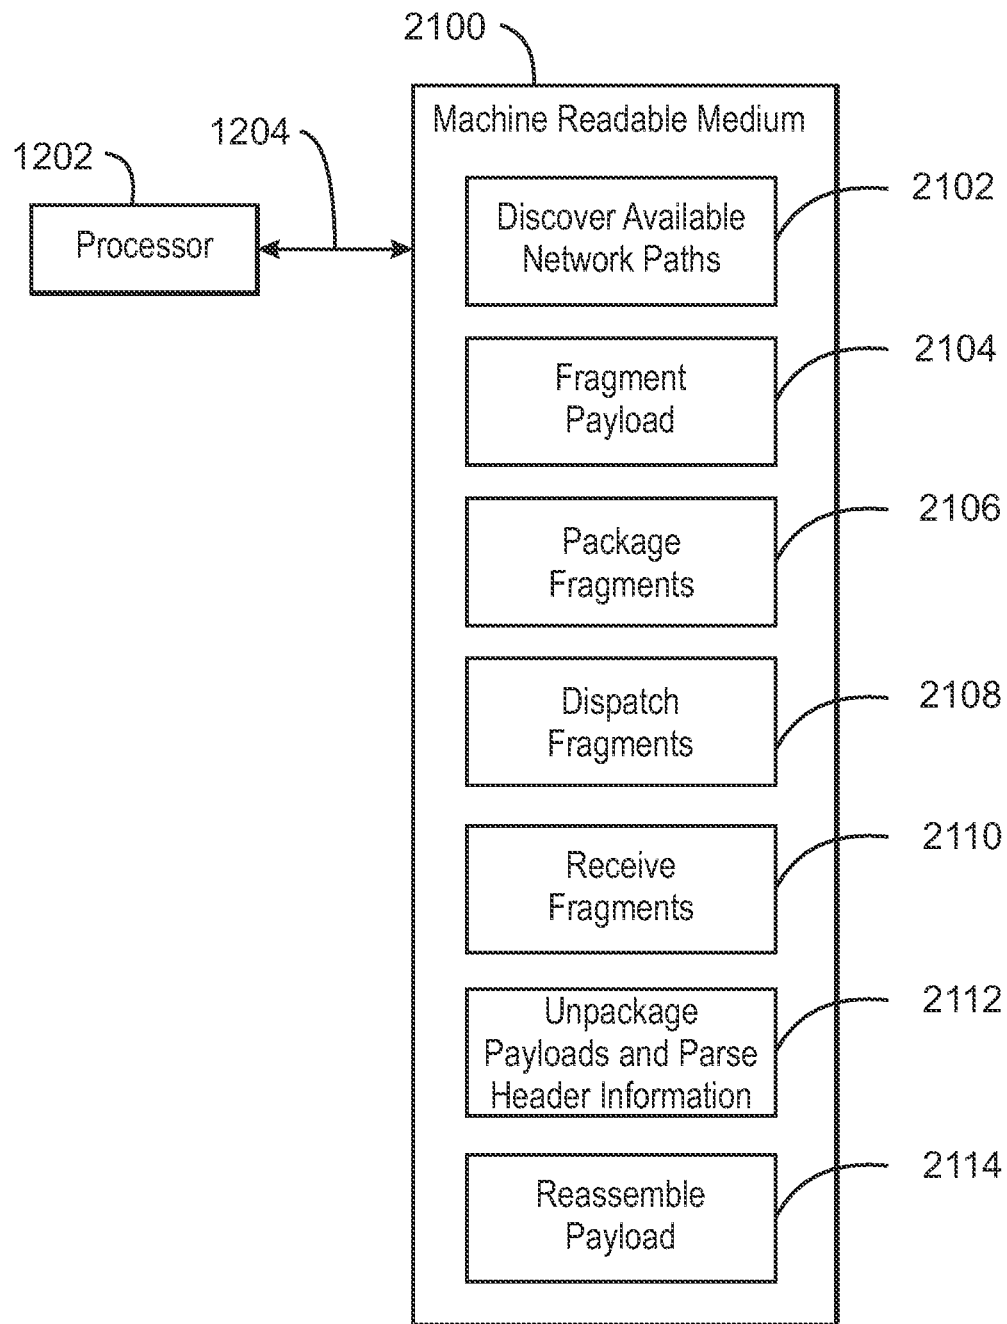 2100
Machine Readable Medium
1204
1202
Processor
Discover Available
Network Paths
2102
Fragment
Payload
2104
Package
Fragments
2106
Dispatch
Fragments
2108
Receive
Fragments
2110
Unpackage
Payloads and Parse
Header Information
2112
Reassemble
Payload
2114